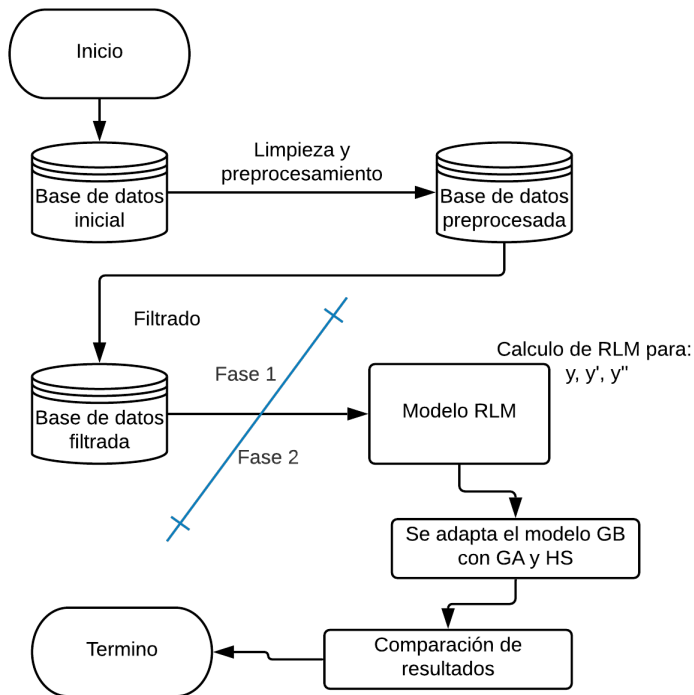 Inicio
Limpieza y
preprocesamiento
Base de datos
inicial
Base de datos
preprocesada
Filtrado
Fase 1
Calculo de RLM para:
y, y', y"
Base de datos
filtrada
Modelo RLM
Fase 2
Se adapta el modelo GB
con GA y HS
Termino
Comparación de
resultados